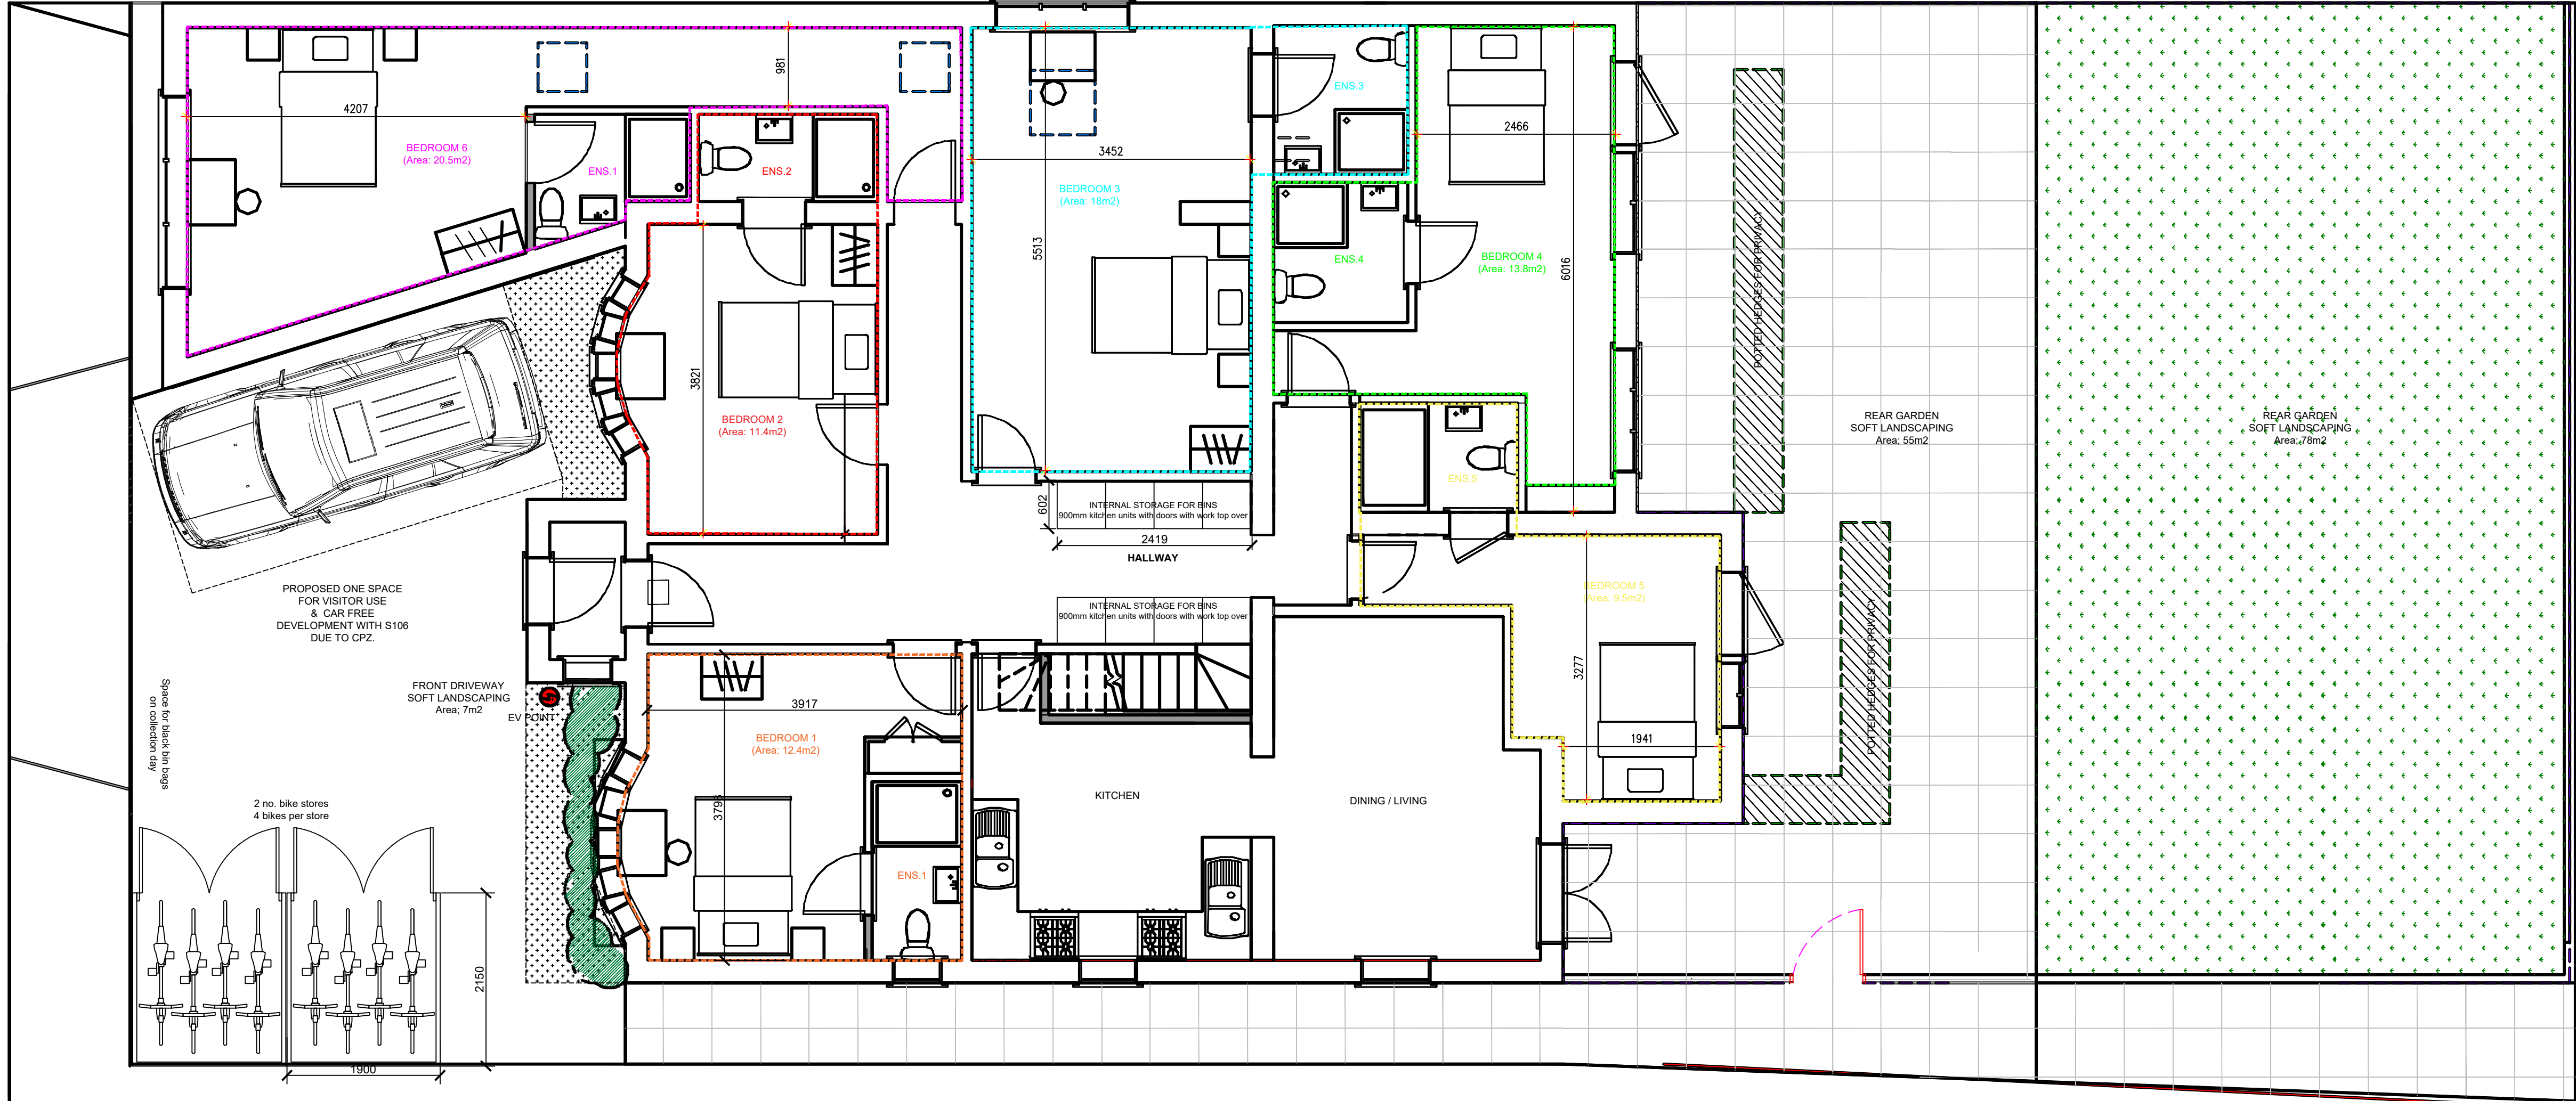 981
4207
BEDROOM 6
(Area: 20.5m2)
ENS.1
ENS.2
3452
BEDROOM 3
(Area: 18m2)
5513
ENS.3
2466
ENS.4
BEDROOM 4
(Area: 13.8m2)
6016
POTTED HEDGES FOR PRIVACY
REAR GARDEN
SOFT LANDSCAPING
Area; 55m2
REAR GARDEN
SOFT LANDSCAPING
Area; 78m2
3821
BEDROOM 2
(Area: 11.4m2)
602
INTERNAL STORAGE FOR BINS
900mm kitchen units with doors with work top over
2419
HALLWAY
INTERNAL STORAGE FOR BINS
900mm kitchen units with doors with work top over
ENS.5
BEDROOM 5
(Area: 9.5m2)
3277
1941
POTTED HEDGES FOR PRIVACY
PROPOSED ONE SPACE
FOR VISITOR USE
& CAR FREE
DEVELOPMENT WITH S106
DUE TO CPZ.
Space for black bin bags
on collection day
FRONT DRIVEWAY
SOFT LANDSCAPING
Area; 7m2
EV POINT
3917
BEDROOM 1
(Area: 12.4m2)
3793
ENS.1
KITCHEN
DINING / LIVING
2 no. bike stores
4 bikes per store
2150
1900